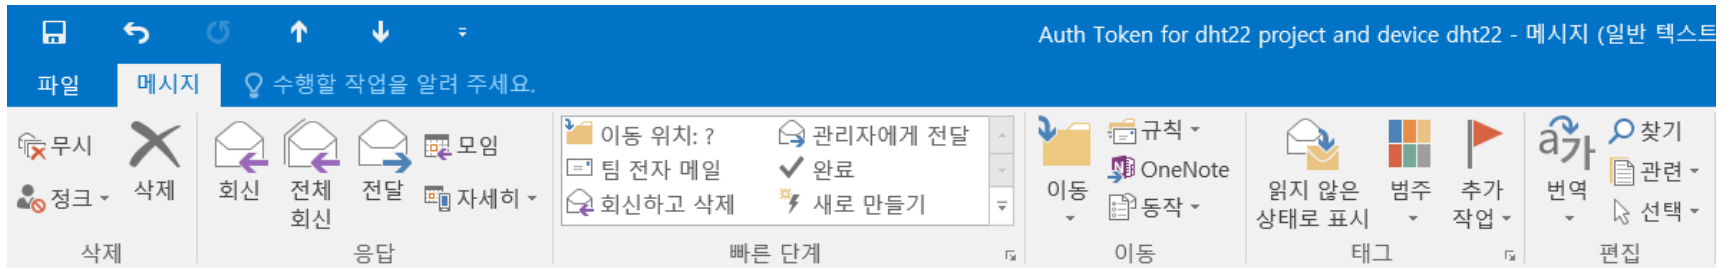 Auth Token for dht22 project and device dht22 - 메시지 (일반 텍스트
파일 메시지 수행할 작업을 알려 주세요.
무시
정크
삭제
삭제
회신
전체
회신
전달
모임
자세히
응답
이동 위치: ?
팀 전자 메일
회신하고 삭제
관리자에게 전달
완료
새로 만들기
빠른 단계
이동
규칙
OneNote
동작
이동
읽지 않은
상태로 표시
범주
추가
작업
태그
번역
찾기
관련
선택
편집